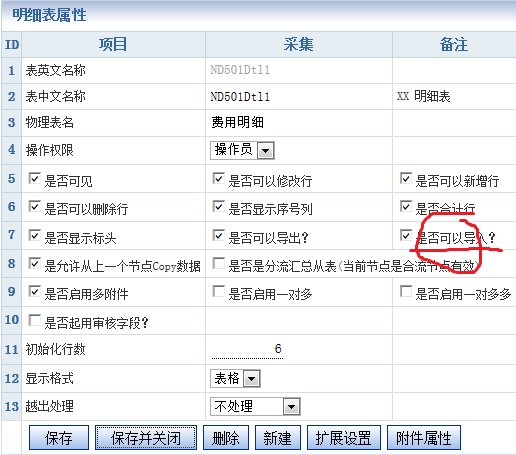 明细表属性
ID 项目 采集 备注
1 表英文名称 ND501Dtl1
2 表中文名称 ND501Dtl1 XX 明细表
3 物理表名 费用明细
4 操作权限 操作员
5 是否可见 是否可以修改行 是否可以新增行
6 是否可以删除行 是否显示序号列 是否合计行
7 是否显示标头 是否可以导出? 是否可以导入?
8 是允许从上一个节点Copy数据 是否是分流汇总从表(当前节点是合流节点有效)
9 是否启用多附件 是否启用一对多 是否启用一对多多
10 是否起用审核字段?
11 初始化行数 6
12 显示格式 表格
13 越出处理 不处理
保存 保存并关闭 删除 新建 扩展设置 附件属性